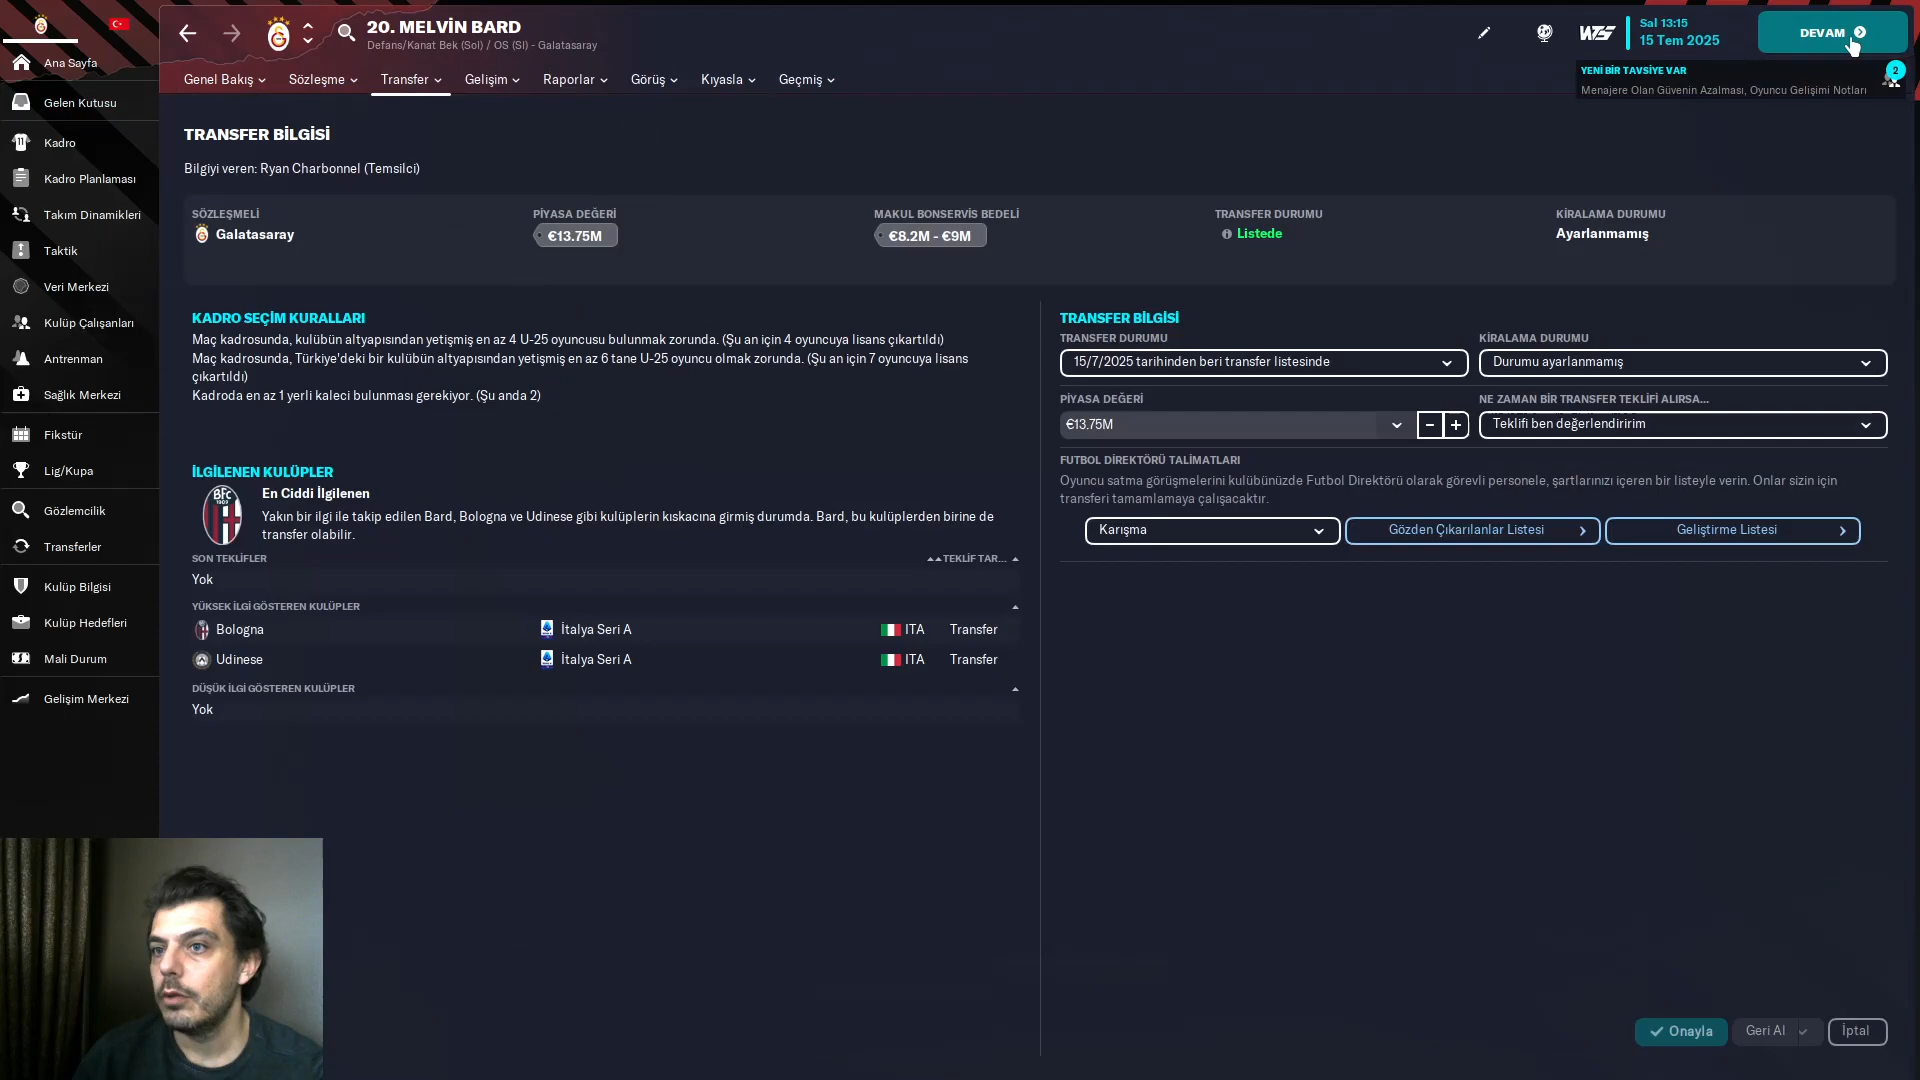 20. MELVİN BARD
Defans/Kanat Bek (Sol) / OS (Sl) - Galatasaray
Sal 13:15
15 Tem 2025
DEVAM
YENİ BİR TAVSİYE VAR
2
Menajere Olan Güvenin Azalması, Oyuncu Gelişimi Notları
Genel Bakış
Sözleşme
Transfer
Gelişim
Raporlar
Görüş
Kıyasla
Geçmiş
Ana Sayfa
Gelen Kutusu
Kadro
Kadro Planlaması
Takım Dinamikleri
Taktik
Veri Merkezi
Kulüp Çalışanları
Antrenman
Sağlık Merkezi
Fikstür
Lig/Kupa
Gözlemcilik
Transferler
Kulüp Bilgisi
Kulüp Hedefleri
Mali Durum
Gelişim Merkezi
TRANSFER BİLGİSİ
Bilgiyi veren: Ryan Charbonnel (Temsilci)
SÖZLEŞMELİ
Galatasaray
PİYASA DEĞERİ
€13.75M
MAKUL BONSERVİS BEDELİ
€8.2M - €9M
TRANSFER DURUMU
Listede
KİRALAMA DURUMU
Ayarlanmamış
KADRO SEÇİM KURALLARI
Maç kadrosunda, kulübün altyapısından yetişmiş en az 4 U-25 oyuncusu bulunmak zorunda. (Şu an için 4 oyuncuya lisans çıkartıldı)
Maç kadrosunda, Türkiye'deki bir kulübün altyapısından yetişmiş en az 6 tane U-25 oyuncu olmak zorunda. (Şu an için 7 oyuncuya lisans
çıkartıldı)
Kadroda en az 1 yerli kaleci bulunması gerekiyor. (Şu anda 2)
İLGİLENEN KULÜPLER
En Ciddi İlgilenen
Yakın bir ilgi ile takip edilen Bard, Bologna ve Udinese gibi kulüplerin kıskacına girmiş durumda. Bard, bu kulüplerden birine de
transfer olabilir.
SON TEKLİFLER
TEKLİF TAR...
Yok
YÜKSEK İLGİ GÖSTEREN KULÜPLER
Bologna
İtalya Seri A
ITA
Transfer
Udinese
İtalya Seri A
ITA
Transfer
DÜŞÜK İLGİ GÖSTEREN KULÜPLER
Yok
TRANSFER BİLGİSİ
TRANSFER DURUMU
15/7/2025 tarihinden beri transfer listesinde
KİRALAMA DURUMU
Durumu ayarlanmamış
PİYASA DEĞERİ
€13.75M
NE ZAMAN BİR TRANSFER TEKLİFİ ALIRSA...
Teklifi ben değerlendiririm
FUTBOL DİREKTÖRÜ TALİMATLARI
Oyuncu satma görüşmelerini kulübünüzde Futbol Direktörü olarak görevli personele, şartlarınızı içeren bir listeyle verin. Onlar sizin için
transferi tamamlamaya çalışacaktır.
Karışma
Gözden Çıkarılanlar Listesi
Geliştirme Listesi
Onayla
Geri Al
İptal